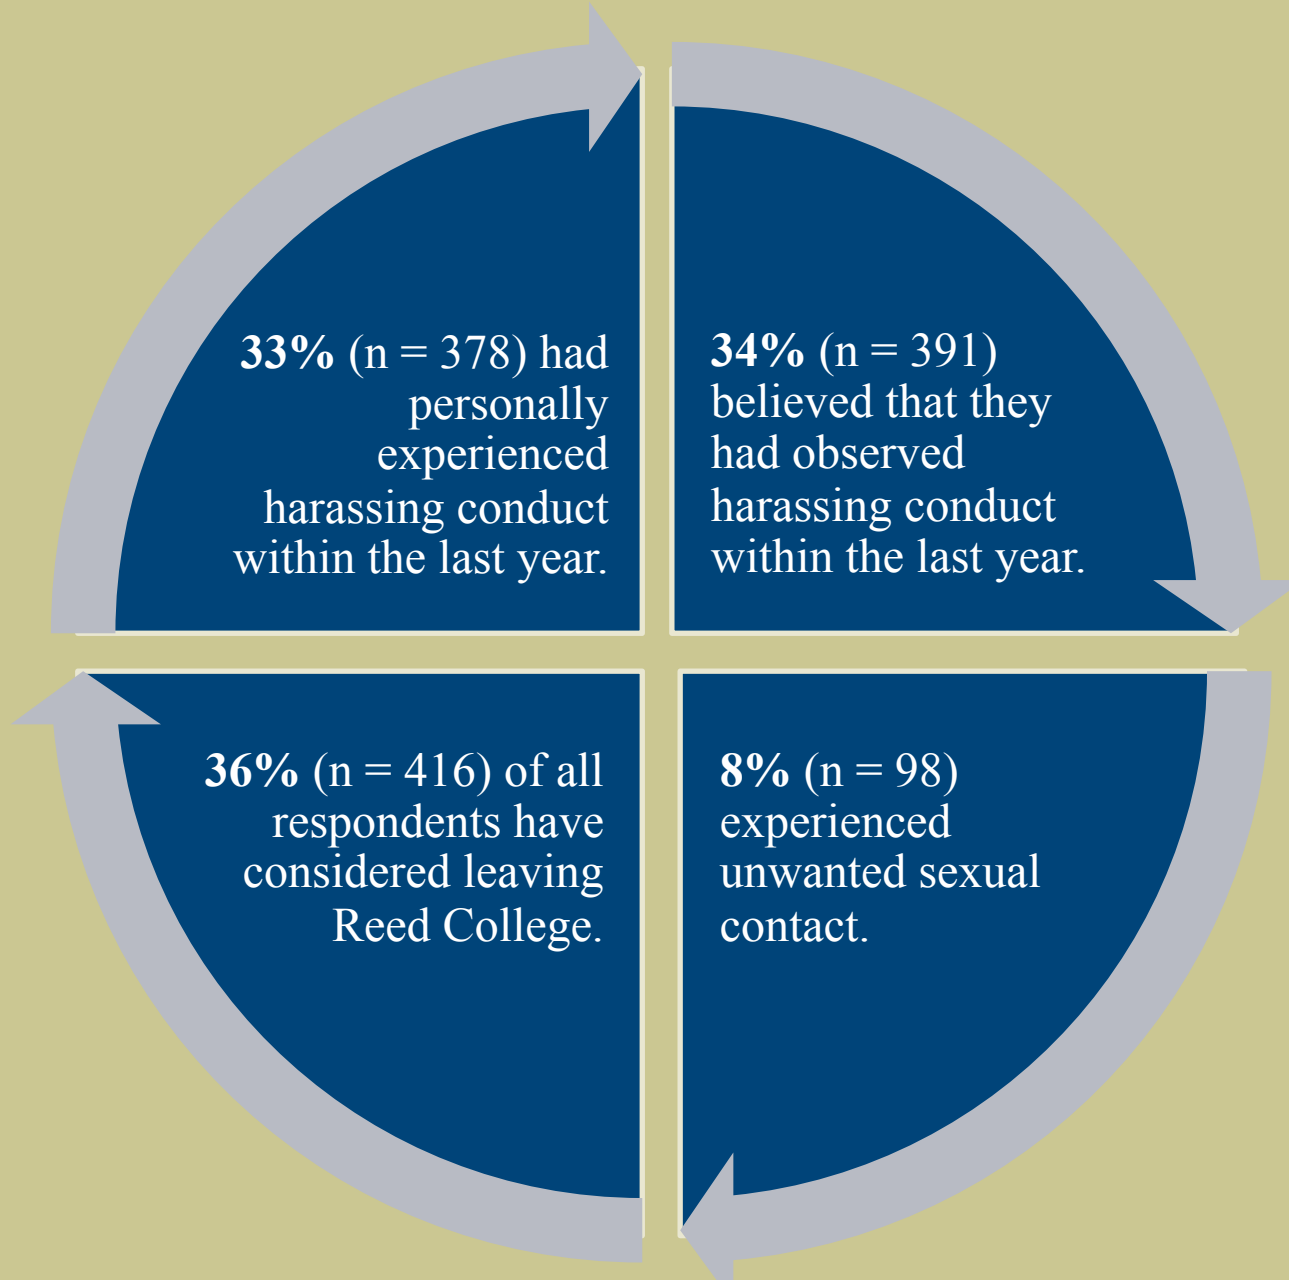 33% (n = 378) had
personally
experienced
harassing conduct
within the last year.
34% (n = 391)
believed that they
had observed
harassing conduct
within the last year.
36% (n = 416) of all
respondents have
considered leaving
Reed College.
8% (n = 98)
experienced
unwanted sexual
contact.